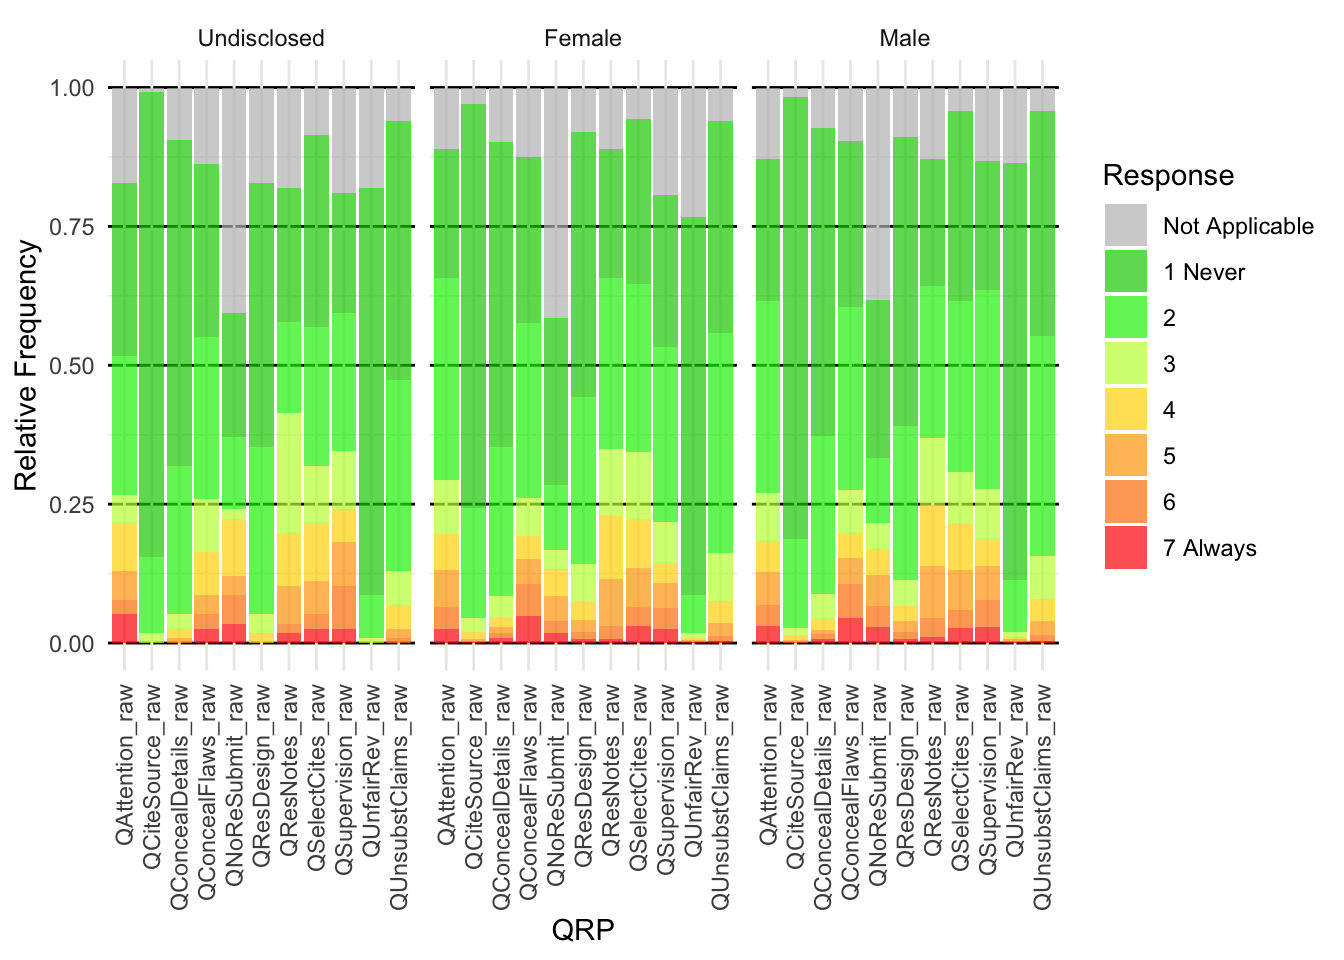 Undisclosed
Female
Male
Relative Frequency
1.00
0.75
0.50
0.25
0.00
QAttention_raw
QCiteSource_raw
QConcealDetails_raw
QConcealFlaws_raw
QNoReSubmit_raw
QResDesign_raw
QResNotes_raw
QSelectCites_raw
QSupervision_raw
QUnfairRev_raw
QUnsubstClaims_raw
QAttention_raw
QCiteSource_raw
QConcealDetails_raw
QConcealFlaws_raw
QNoReSubmit_raw
QResDesign_raw
QResNotes_raw
QSelectCites_raw
QSupervision_raw
QUnfairRev_raw
QUnsubstClaims_raw
QAttention_raw
QCiteSource_raw
QConcealDetails_raw
QConcealFlaws_raw
QNoReSubmit_raw
QResDesign_raw
QResNotes_raw
QSelectCites_raw
QSupervision_raw
QUnfairRev_raw
QUnsubstClaims_raw
QRP
Response
Not Applicable
1 Never
2
3
4
5
6
7 Always